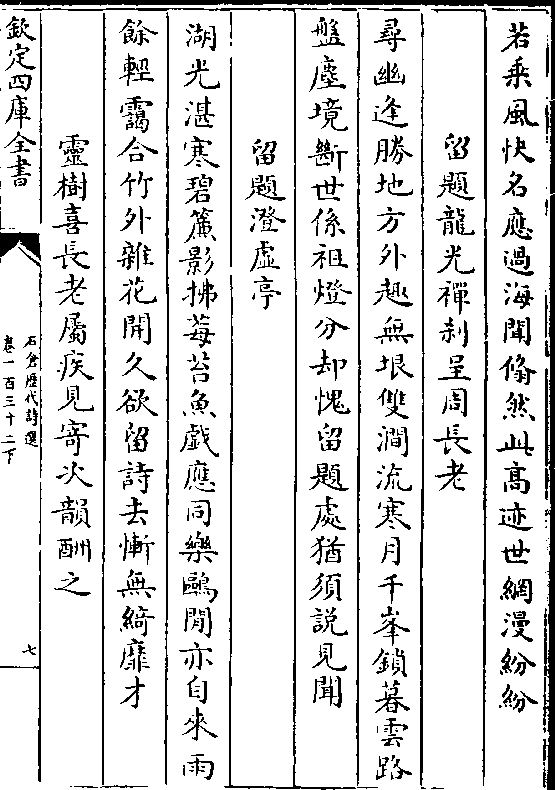 若乘風快名應過海聞翛然此髙迹世網漫紛紛
留題龍光禪刹呈周長老
尋幽逢勝地方外趣無垠雙澗流寒月千峯鎖暮雲路
盤塵境斷世係祖燈分却愧留題處猶須説見聞
留題澄虚亭
湖光湛寒碧簾影拂莓苔魚戯應同樂鷗閒亦自來雨
餘輕靄合竹外雜花開久欲留詩去慚無綺靡才
靈樹喜長老屬疾見寄次韻酬之
欽定四庫全書
石倉歴代詩選
卷一百三十二下
七